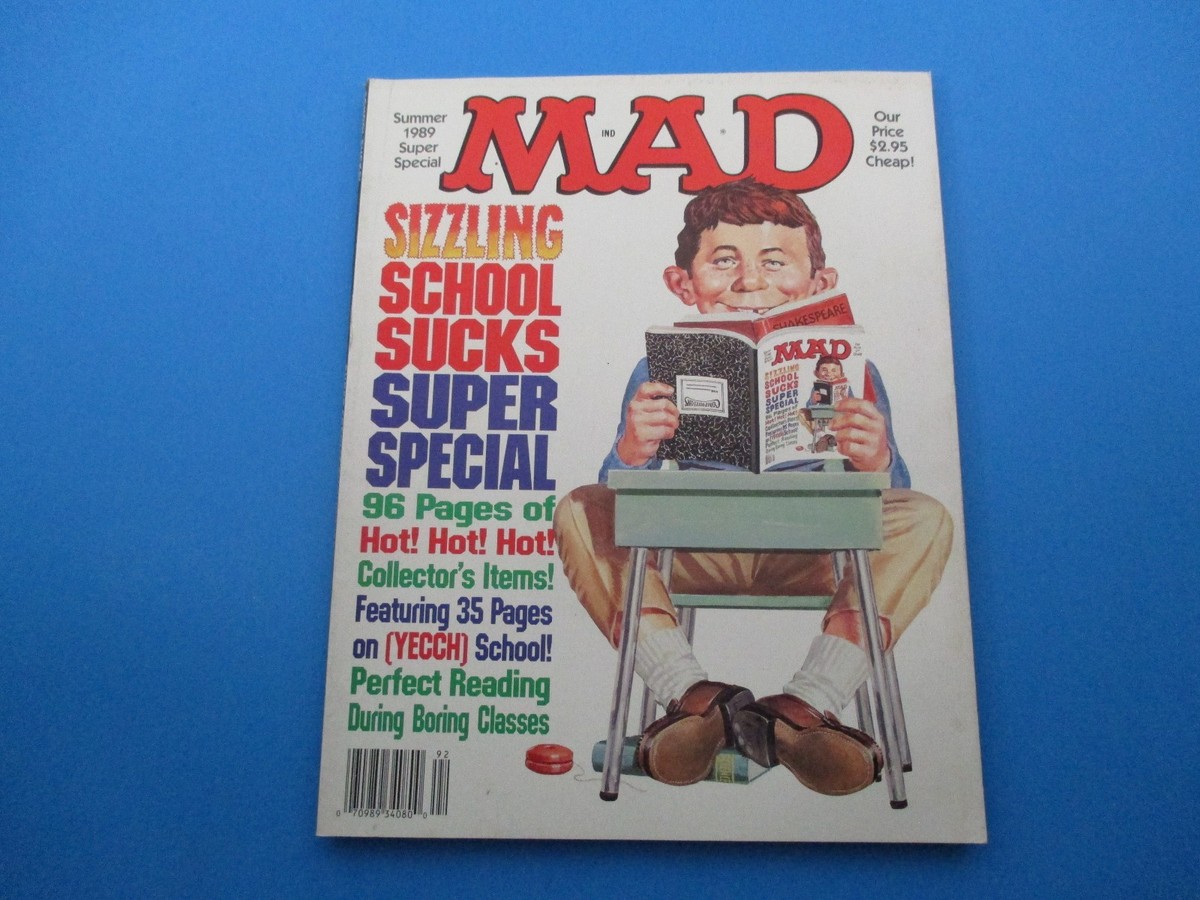 Summer
1989
Super
Special
MAD
IND
Our
Price
$2.95
Cheap!
SIZZLING
SCHOOL
SUCKS
SUPER
SPECIAL
96 Pages of
Hot! Hot! Hot!
Collector's Items!
Featuring 35 Pages
on (YECCH) School!
Perfect Reading
During Boring Classes
SHAKESPEARE
MAD
SIZZLING
SCHOOL
SUCKS
SUPER
SPECIAL
92
0 70989 34080 0